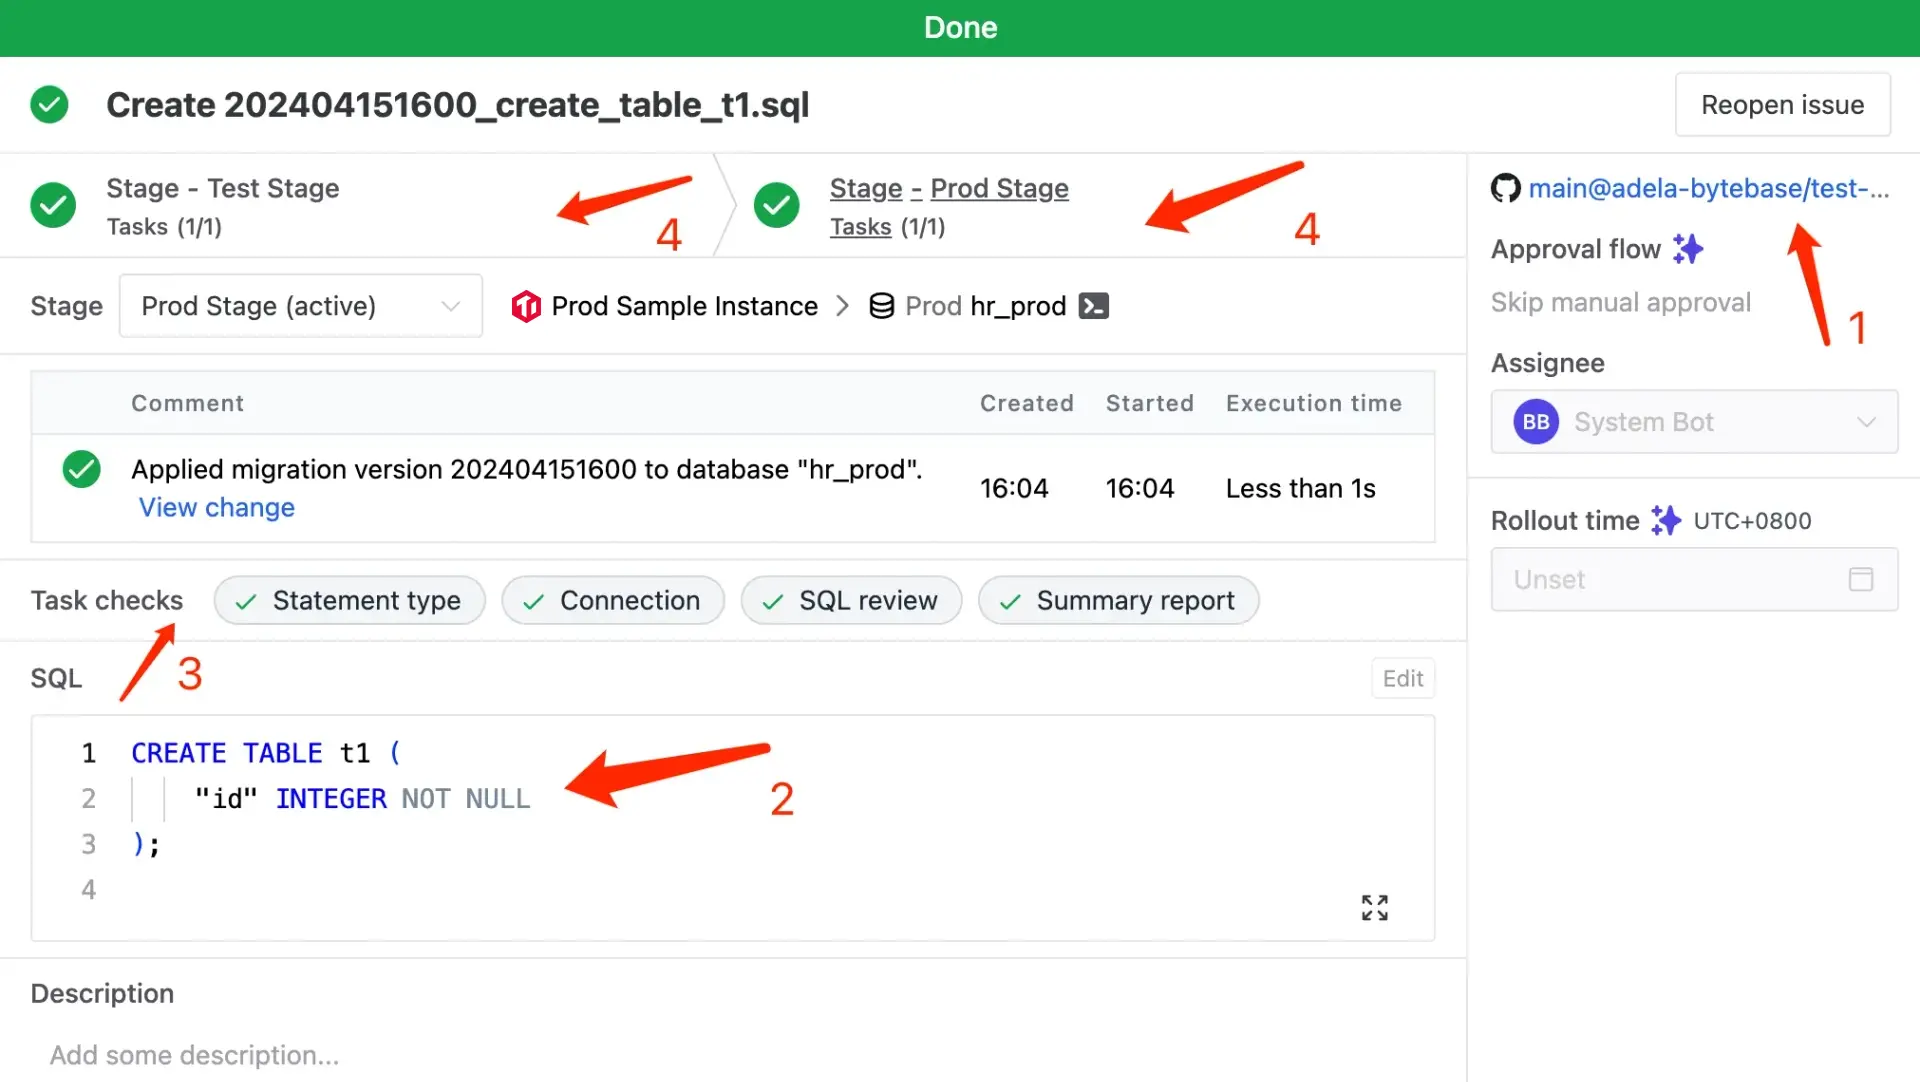 Done
Create 202404151600_create_table_t1.sql
Reopen issue
Stage - Test Stage
Tasks (1/1)
4
Stage - Prod Stage
Tasks (1/1)
4
main@adela-bytebase/test-...
1
Approval flow
Skip manual approval
Assignee
BB System Bot
Rollout time UTC+0800
Unset
Stage Prod Stage (active) Prod Sample Instance > Prod hr_prod
Comment Created Started Execution time
Applied migration version 202404151600 to database "hr_prod". 16:04 16:04 Less than 1s
View change
Task checks Statement type Connection SQL review Summary report
3
SQL Edit
1 CREATE TABLE t1 (
2 "id" INTEGER NOT NULL
3 );
4
2
Description
Add some description...